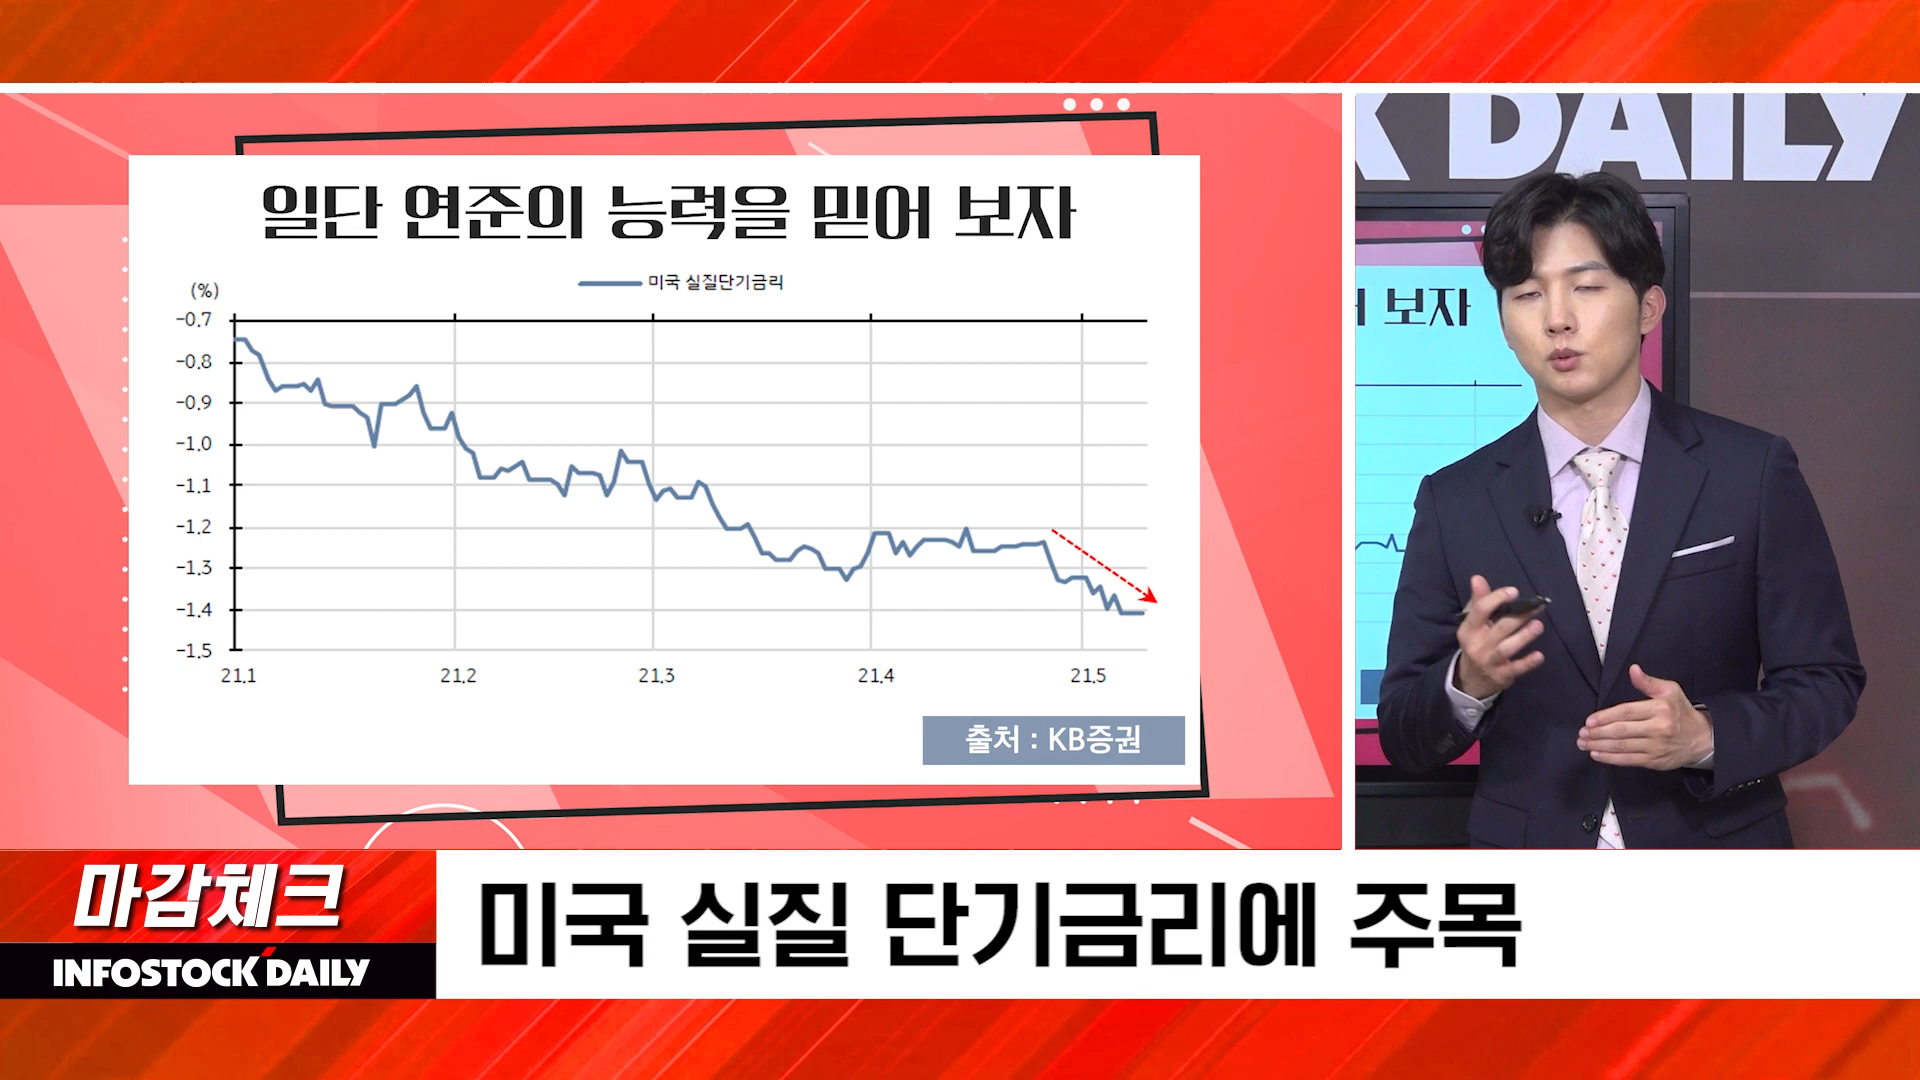 일단 연준의 능력을 믿어 보자
미국 실질단기금리
(%)
-0.7
-0.8
-0.9
-1.0
-1.1
-1.2
-1.3
-1.4
-1.5
21.1 21.2 21.3 21.4 21.5
출처 : KB증권
K DAILY
보자
마감체크
INFOSTOCK DAILY
미국 실질 단기금리에 주목